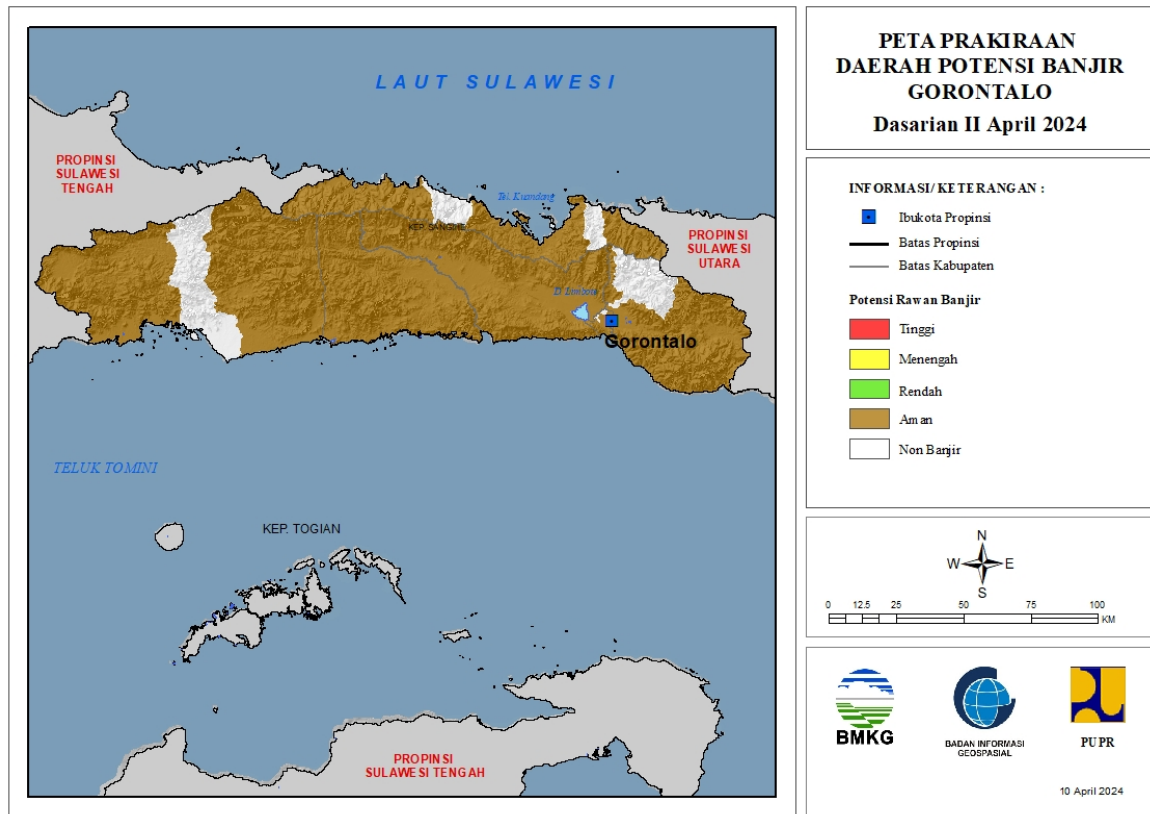 LAUT SULAWESI
PROPINSI
SULAWESI
TENGAH
Tel. Kuandang
KEP. SANGIHE
PROPINSI
SULAWESI
UTARA
D. Limboto
Gorontalo
TELUK TOMINI
KEP. TOGIAN
PROPINSI
SULAWESI TENGAH
PETA PRAKIRAAN
DAERAH POTENSI BANJIR
GORONTALO
Dasarian II April 2024
INFORMASI/ KETERANGAN :
Ibukota Propinsi
Batas Propinsi
Batas Kabupaten
Potensi Rawan Banjir
Tinggi
Menengah
Rendah
Aman
Non Banjir
N
W E
S
0 12.5 25 50 75 100
KM
BMKG
BADAN INFORMASI
GEOSPASIAL
PUPR
10 April 2024